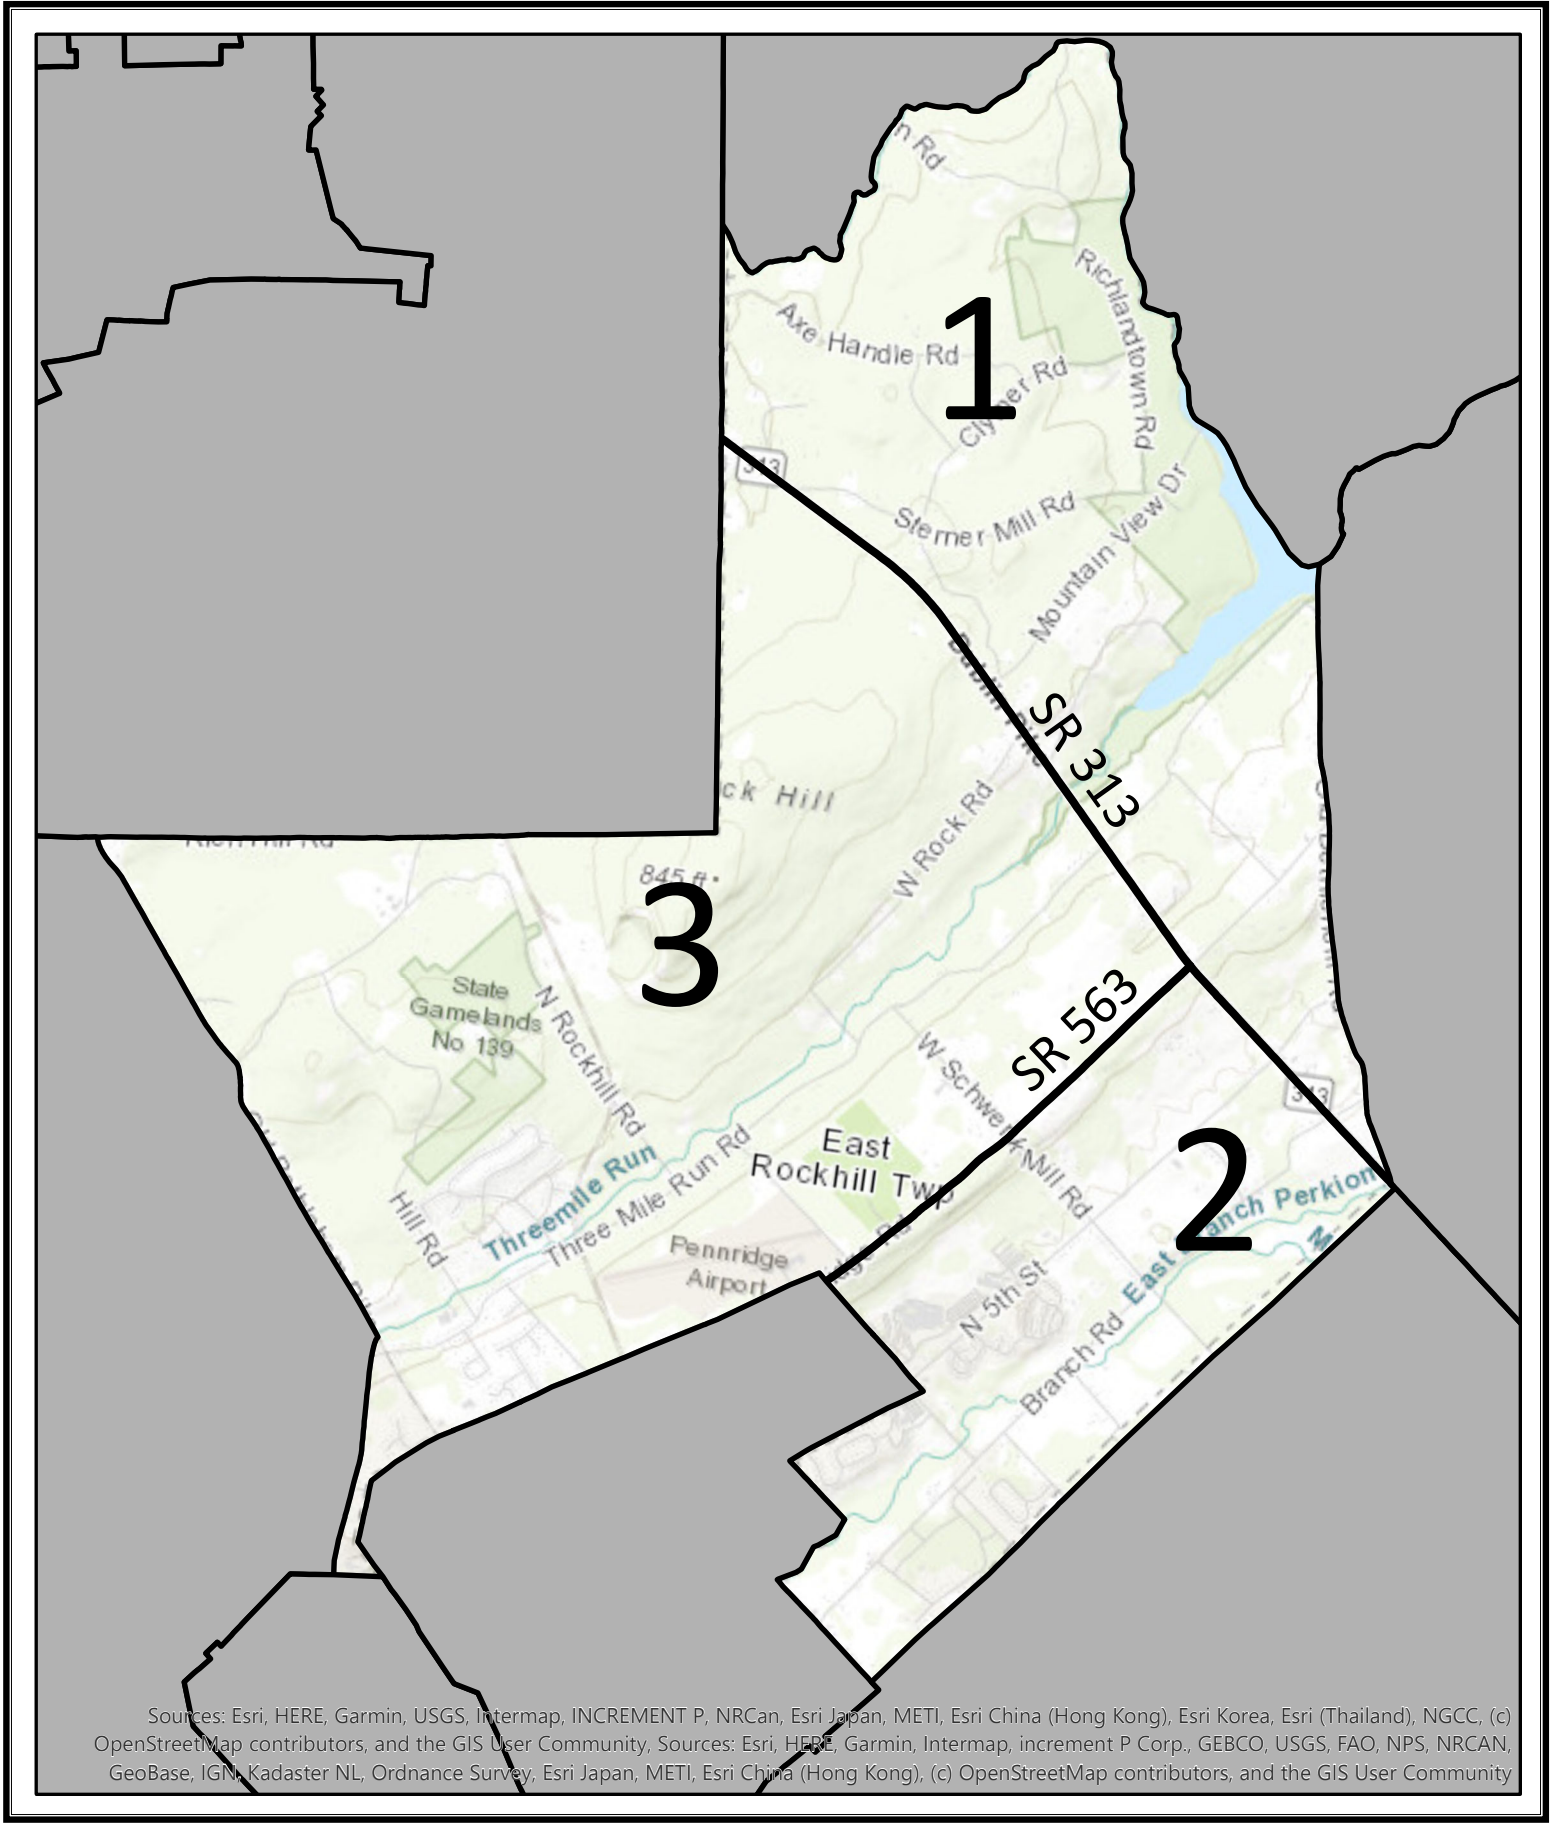 n Rd
Richlandtown Rd
Axe Handle Rd
1
313
Sterner Mill Rd
Mountain View Dr
SR 313
W Rock Rd
845 ft
3
State
Gamelands
No 139
N Rockhill Rd
SR 563
313
East
Rockhill Twp
2
Hill Rd
Threemile Run
Three Mile Run Rd
Pennridge
Airport
N 5th St
Branch Rd
Sources: Esri, HERE, Garmin, USGS, Intermap, INCREMENT P, NRCan, Esri Japan, METI, Esri China (Hong Kong), Esri Korea, Esri (Thailand), NGCC, (c)
OpenStreetMap contributors, and the GIS User Community, Sources: Esri, HERE, Garmin, Intermap, increment P Corp., GEBCO, USGS, FAO, NPS, NRCAN,
GeoBase, IGN, Kadaster NL, Ordnance Survey, Esri Japan, METI, Esri China (Hong Kong), (c) OpenStreetMap contributors, and the GIS User Community